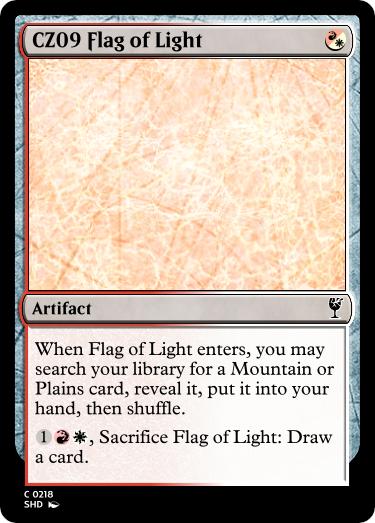 CZ09 Flag of Light
Artifact
When Flag of Light enters, you may
search your library for a Mountain or
Plains card, reveal it, put it into your
hand, then shuffle.
1, Sacrifice Flag of Light: Draw
a card.
C 0218
SHD